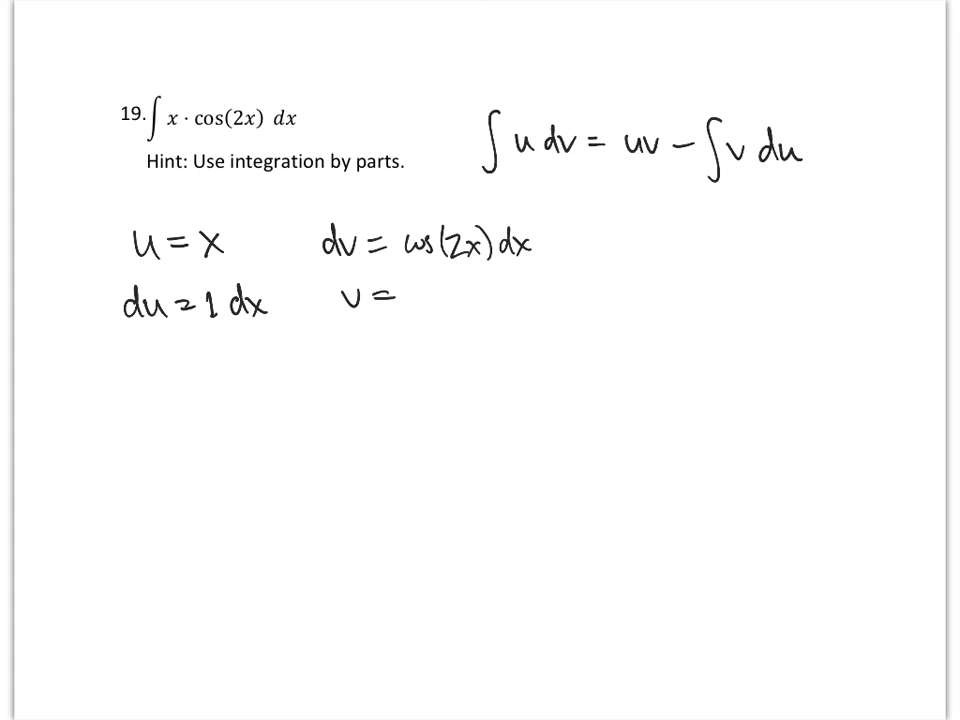 19. ∫ x · cos(2x) dx
Hint: Use integration by parts.
∫ u dv = uv − ∫ v du
u = x
dv = cos(2x) dx
du = 1 dx
v =